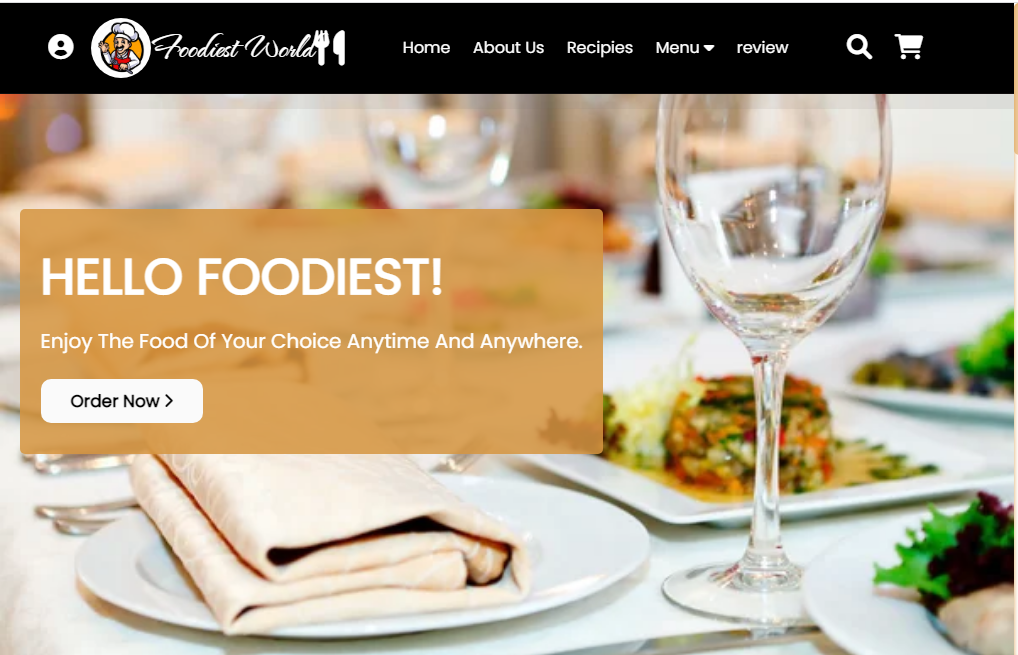 Foodiest World
Home About Us Recipies Menu review
HELLO FOODIEST!
Enjoy The Food Of Your Choice Anytime And Anywhere.
Order Now